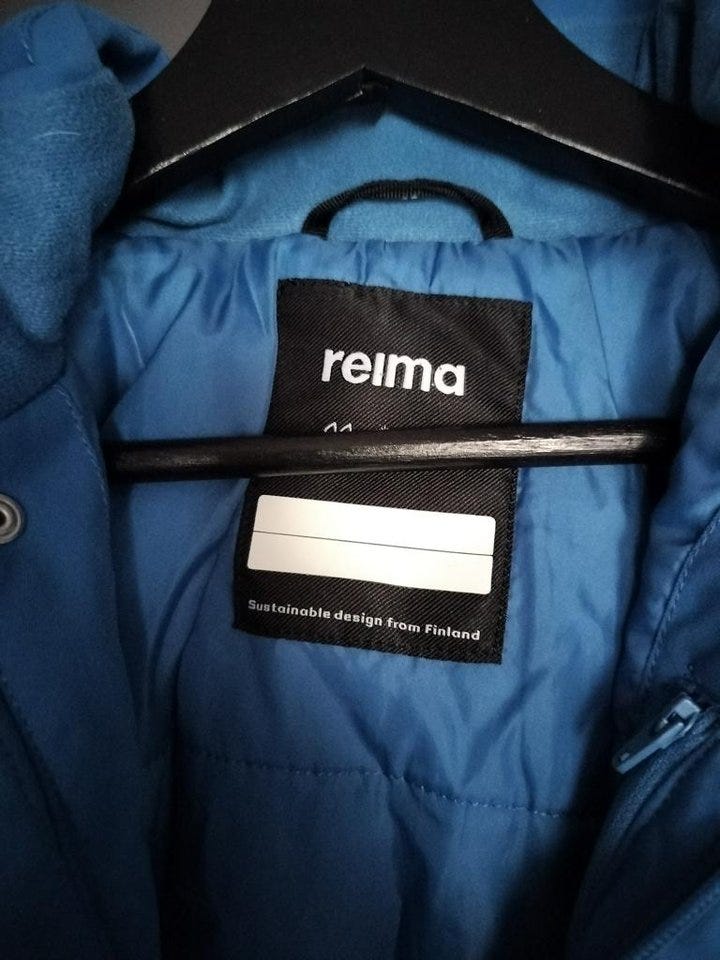 reima
Sustainable design from Finland